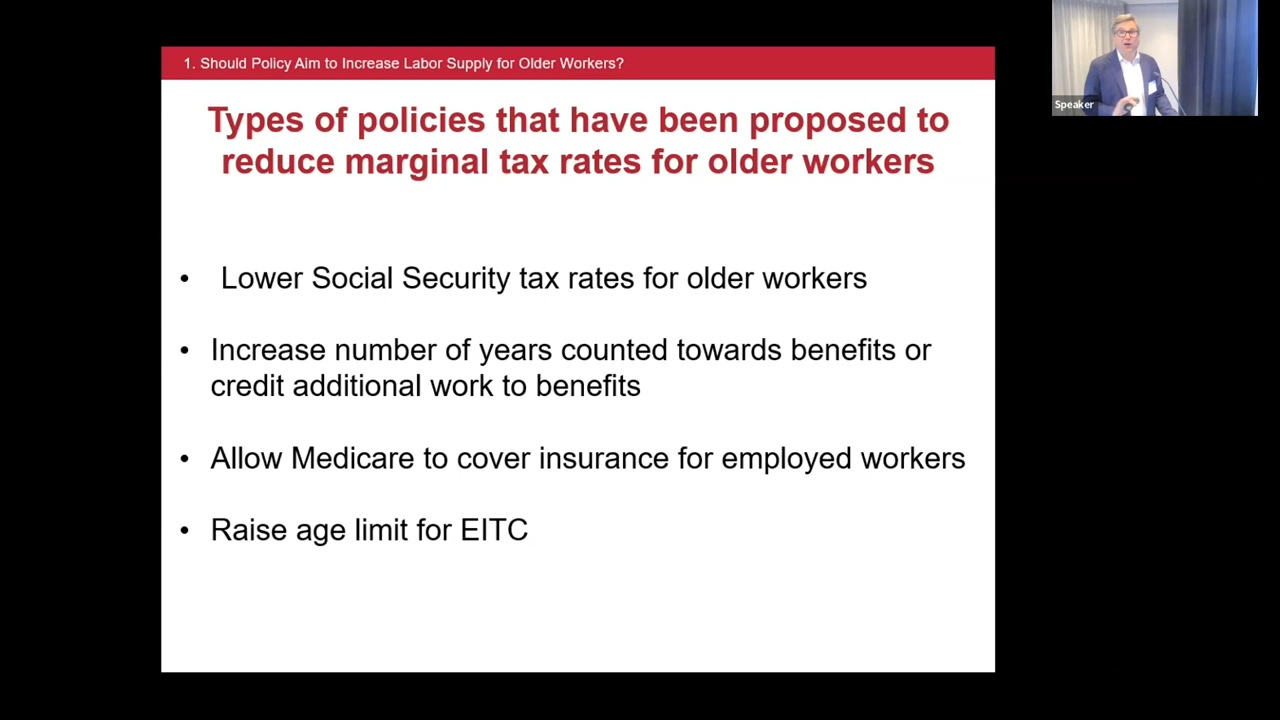 1. Should Policy Aim to Increase Labor Supply for Older Workers?
Types of policies that have been proposed to
reduce marginal tax rates for older workers
• Lower Social Security tax rates for older workers
• Increase number of years counted towards benefits or
credit additional work to benefits
• Allow Medicare to cover insurance for employed workers
• Raise age limit for EITC
Speaker